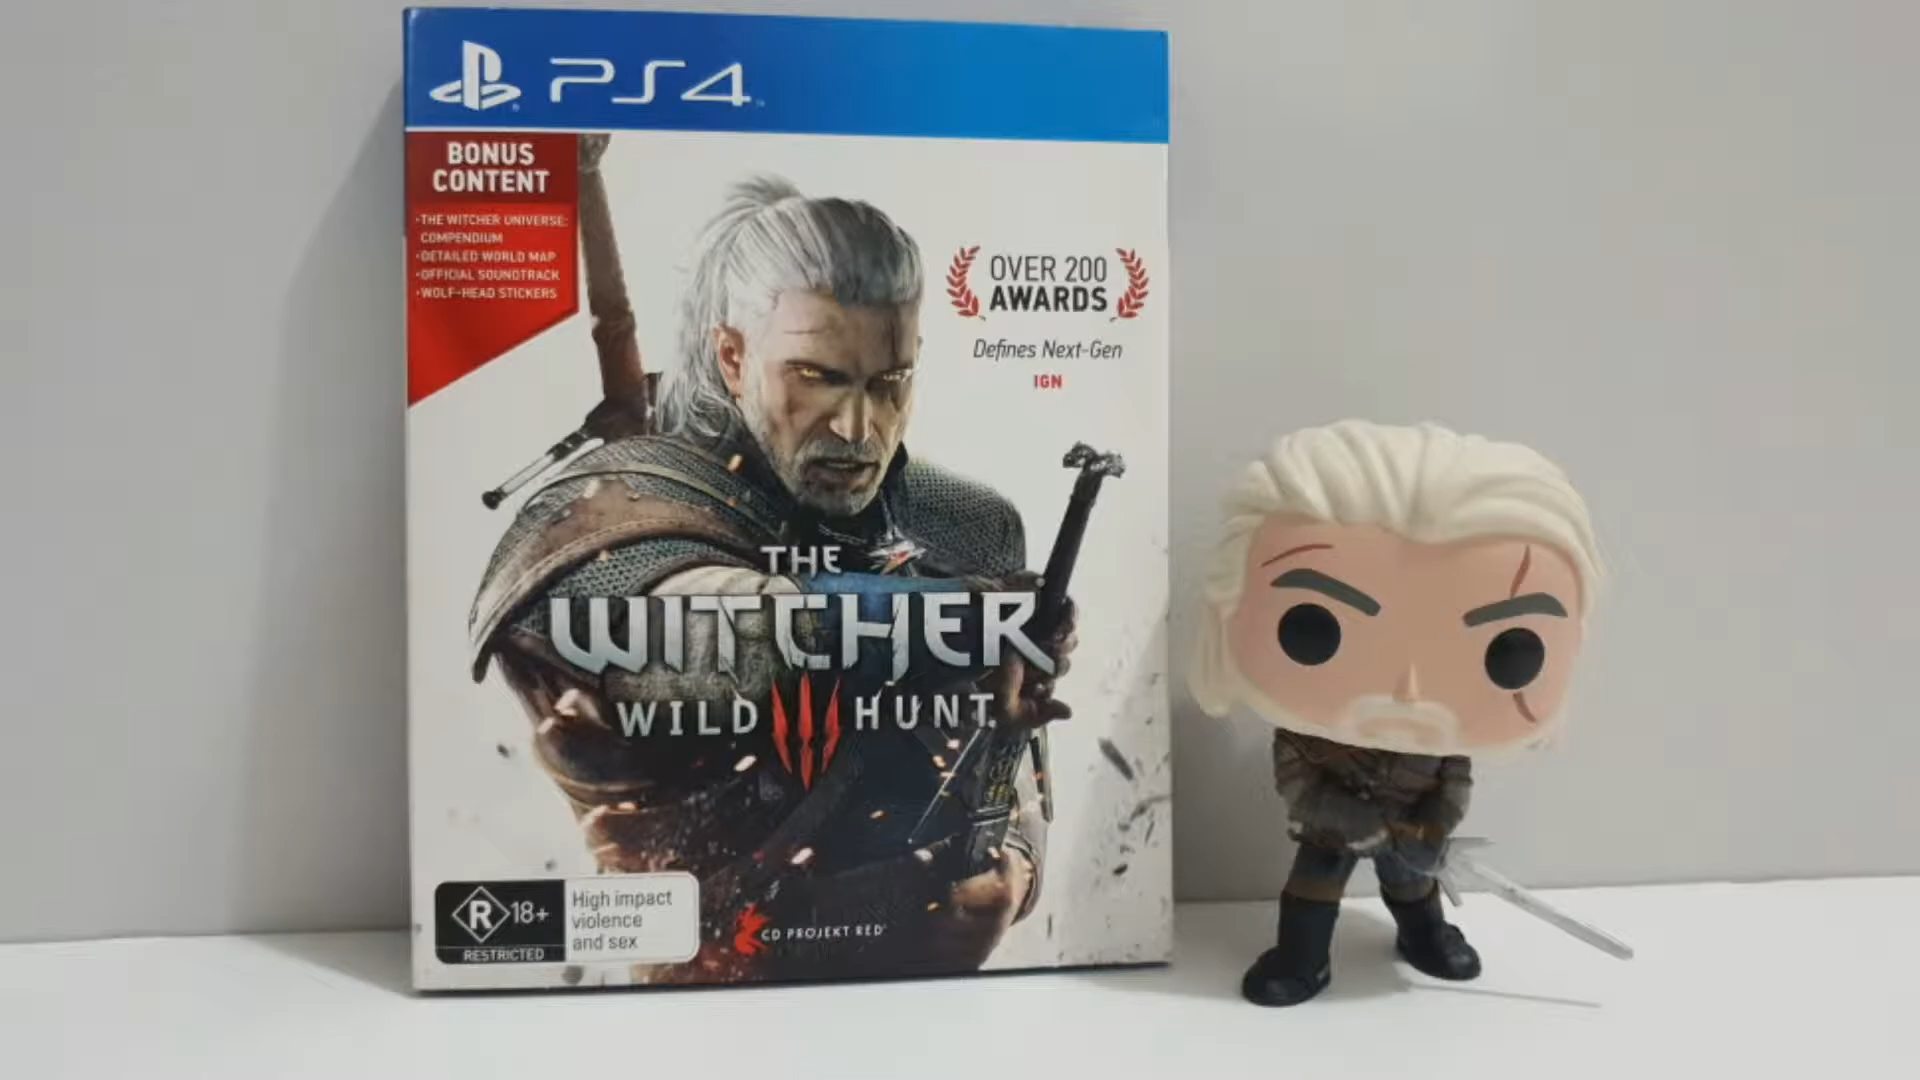 PS4
BONUS
CONTENT
·THE WITCHER UNIVERSE:
COMPENDIUM
·DETAILED WORLD MAP
·OFFICIAL SOUNDTRACK
·WOLF-HEAD STICKERS
OVER 200
AWARDS
Defines Next-Gen
IGN
THE
WITCHER
WILD HUNT
R 18+
RESTRICTED
High impact
violence
and sex
CD PROJEKT RED